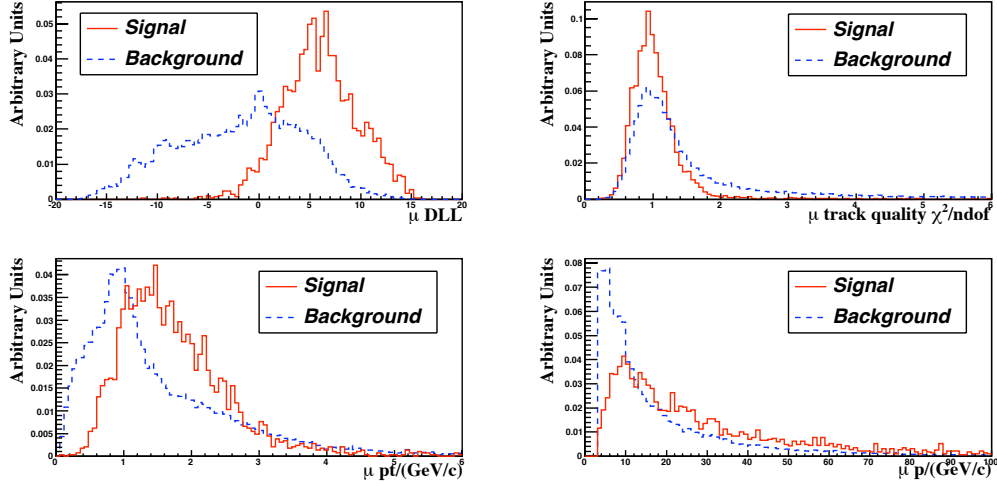 Arbitrary Units
0.05
0.04
0.03
0.02
0.01
0
Signal
Background
-20 -15 -10 -5 0 5 10 15 20
μ DLL
Arbitrary Units
0.1
0.08
0.06
0.04
0.02
0
Signal
Background
0 1 2 3 4 5 6
μ track quality χ²/ndof
Arbitrary Units
0.04
0.035
0.03
0.025
0.02
0.015
0.01
0.005
0
Signal
Background
0 1 2 3 4 5 6
μ pt/(GeV/c)
Arbitrary Units
0.08
0.07
0.06
0.05
0.04
0.03
0.02
0.01
0
Signal
Background
0 10 20 30 40 50 60 70 80 90 100
μ p/(GeV/c)